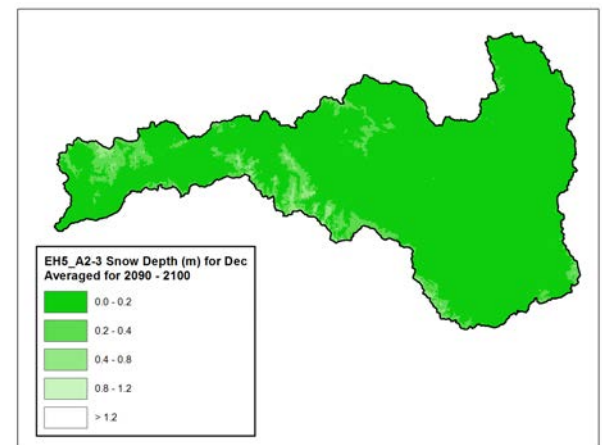 EH5_A2-3 Snow Depth (m) for Dec
Averaged for 2090 - 2100
0.0 - 0.2
0.2 - 0.4
0.4 - 0.8
0.8 - 1.2
> 1.2